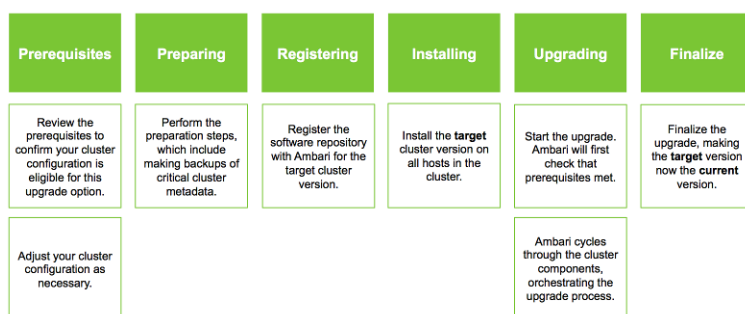 Prerequisites
Preparing
Registering
Installing
Upgrading
Finalize
Review the
prerequisites to
confirm your cluster
configuration is
eligible for this
upgrade option.
Perform the
preparation steps,
which include
making backups of
critical cluster
metadata.
Register the
software repository
with Ambari for the
target cluster
version.
Install the target
cluster version on
all hosts in the
cluster.
Start the upgrade.
Ambari will first
check that
prerequisites met.
Finalize the
upgrade, making
the target version
now the current
version.
Adjust your cluster
configuration as
necessary.
Ambari cycles
through the cluster
components,
orchestrating the
upgrade process.